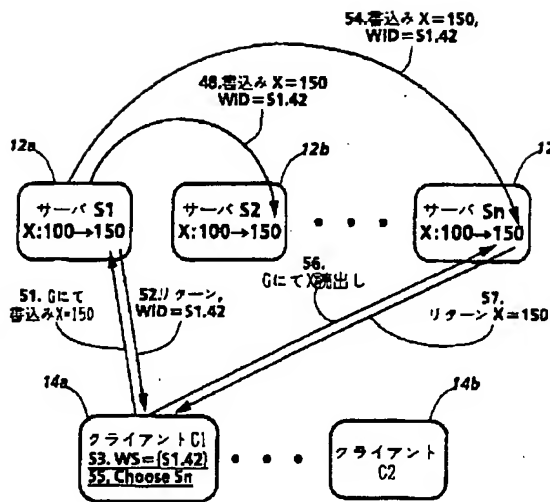 54.書込み X=150,
WID=S1.42
48.書込み X=150
WID=S1.42
12a
12b
12
サーバ S1
X:100→150
サーバ S2
X:100→150
サーバ Sn
X:100→150
51. Gにて
書込みX=150
52.リターン,
WID=S1.42
56.
GにてX読出し
57.
リターン X=150
14a
14b
クライアントC1
S3. WS={S1.42}
55. Choose Sn
クライアント
C2